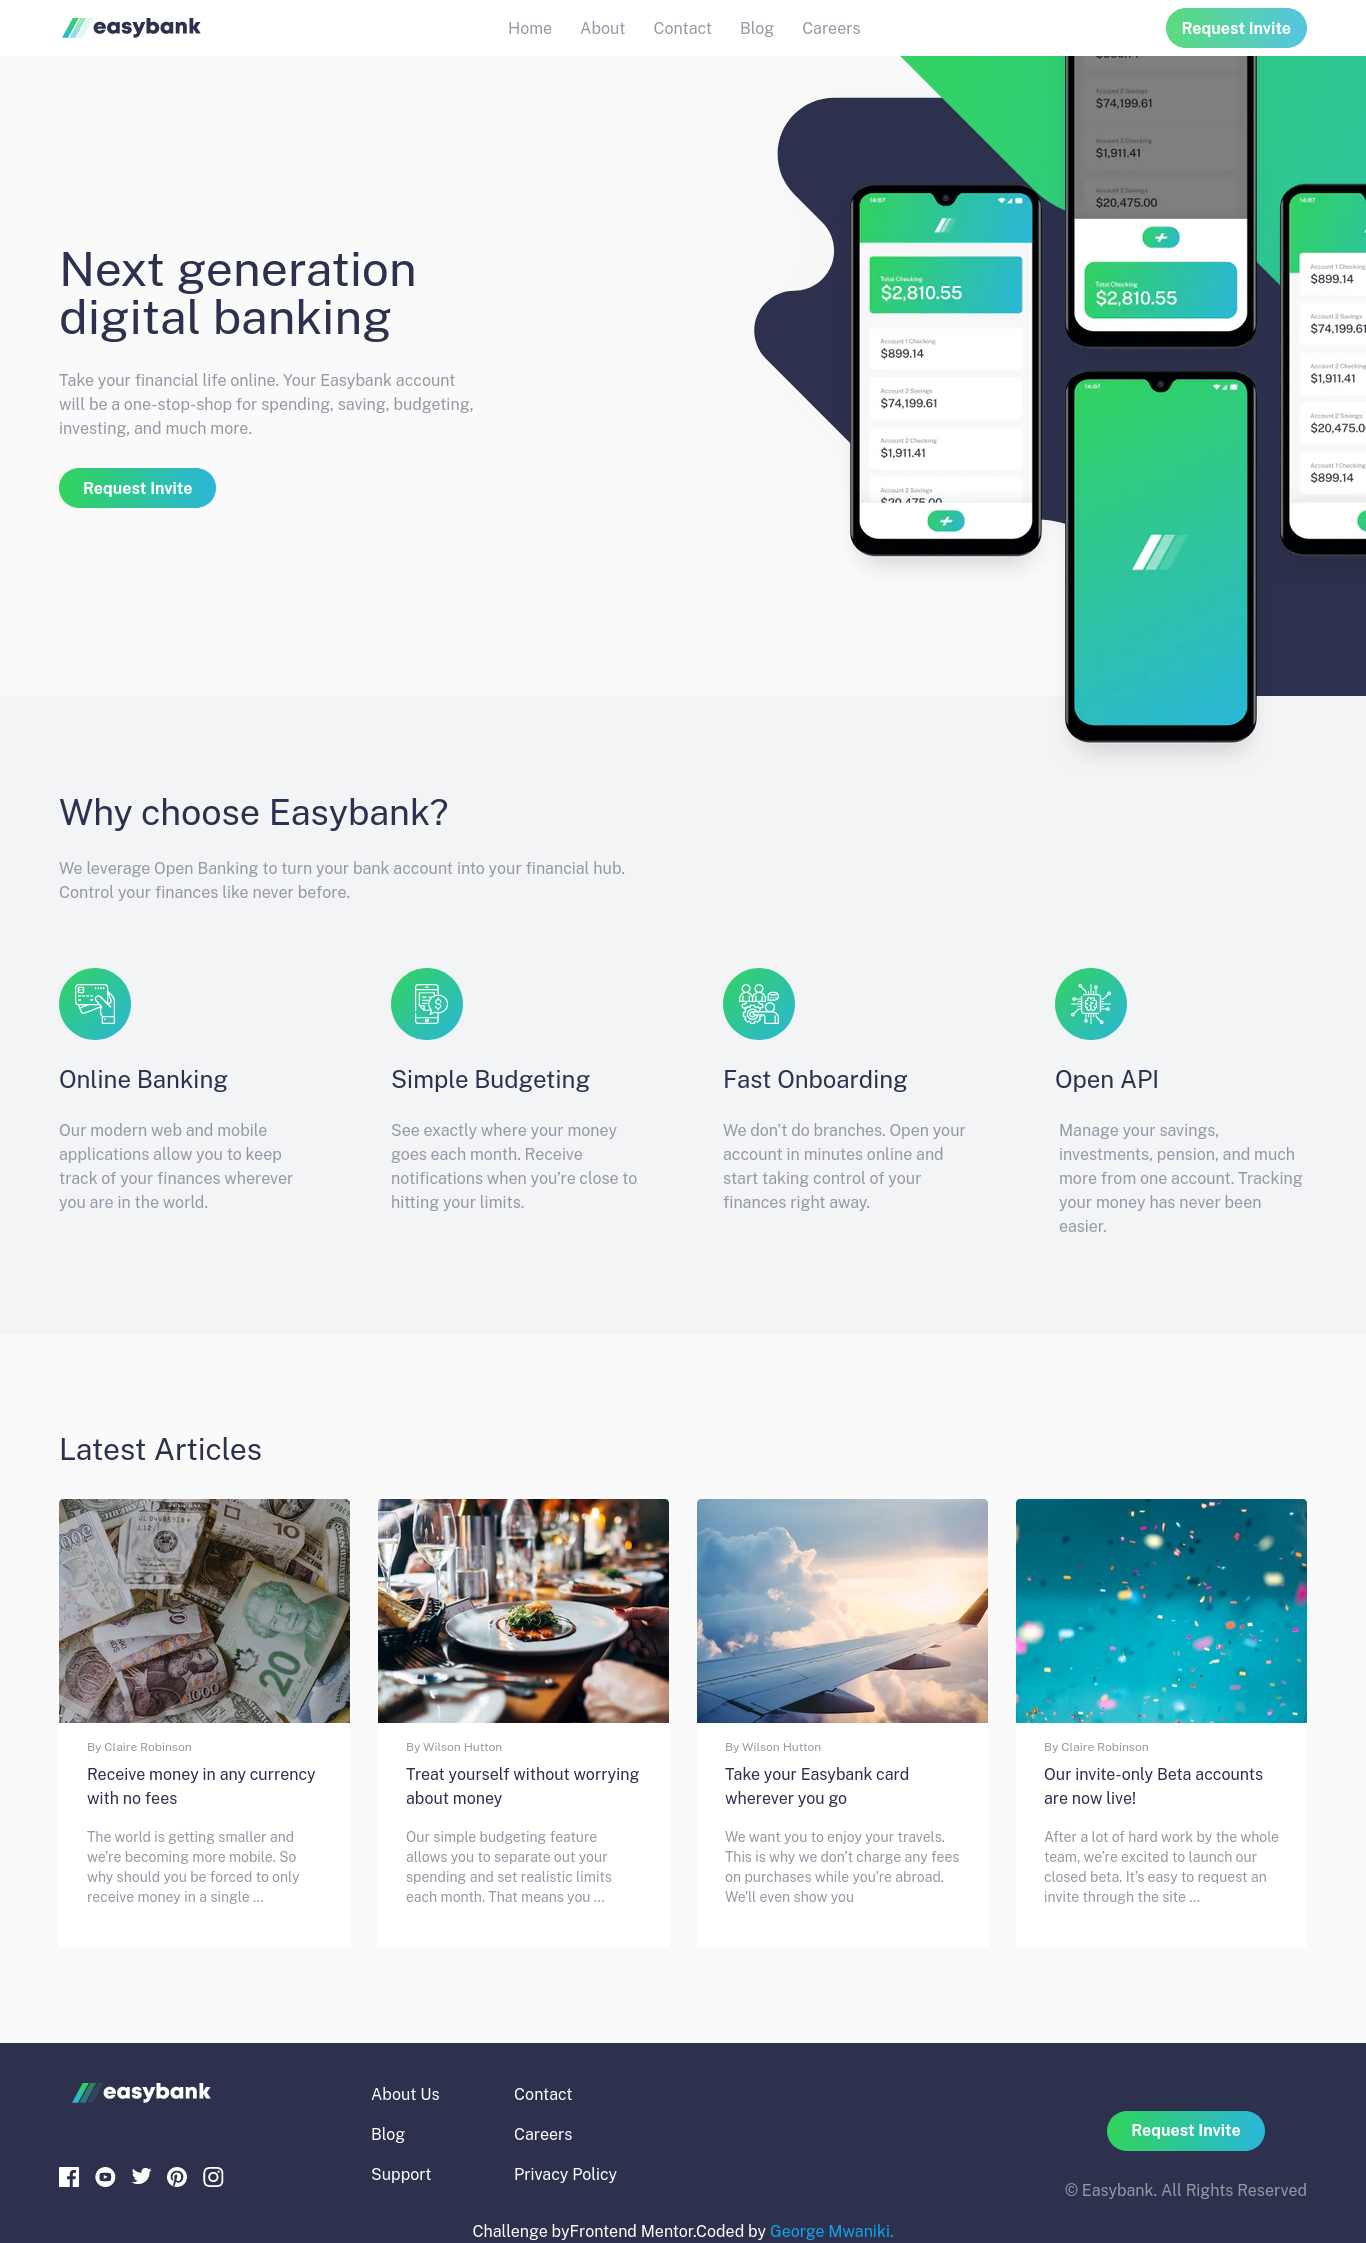 easybank
Home About Contact Blog Careers
Request Invite
Next generation
digital banking
Take your financial life online. Your Easybank account
will be a one-stop-shop for spending, saving, budgeting,
investing, and much more.
Request Invite
14:07
Total Checking
$2,810.55
Account 1 Checking
$899.14
Account 2 Savings
$74,199.61
Account 2 Checking
$1,911.41
Account 2 Savings
$20,475.00
Account 2 Savings
$74,199.61
Account 2 Checking
$1,911.41
Account 2 Savings
$20,475.00
Total Checking
$2,810.55
14:07
14:07
Account 1 Checking
$899.14
Account 2 Savings
$74,199.61
Account 2 Checking
$1,911.41
Account 2 Savings
$20,475.0
Account 1 Checking
$899.14
Why choose Easybank?
We leverage Open Banking to turn your bank account into your financial hub.
Control your finances like never before.
Online Banking
Our modern web and mobile
applications allow you to keep
track of your finances wherever
you are in the world.
Simple Budgeting
See exactly where your money
goes each month. Receive
notifications when you’re close to
hitting your limits.
Fast Onboarding
We don’t do branches. Open your
account in minutes online and
start taking control of your
finances right away.
Open API
Manage your savings,
investments, pension, and much
more from one account. Tracking
your money has never been
easier.
Latest Articles
By Claire Robinson
Receive money in any currency
with no fees
The world is getting smaller and
we’re becoming more mobile. So
why should you be forced to only
receive money in a single ...
By Wilson Hutton
Treat yourself without worrying
about money
Our simple budgeting feature
allows you to separate out your
spending and set realistic limits
each month. That means you ...
By Wilson Hutton
Take your Easybank card
wherever you go
We want you to enjoy your travels.
This is why we don’t charge any fees
on purchases while you’re abroad.
We’ll even show you
By Claire Robinson
Our invite-only Beta accounts
are now live!
After a lot of hard work by the whole
team, we’re excited to launch our
closed beta. It’s easy to request an
invite through the site ...
easybank
About Us
Blog
Support
Contact
Careers
Privacy Policy
Request Invite
© Easybank. All Rights Reserved
Challenge byFrontend Mentor.Coded by George Mwaniki.